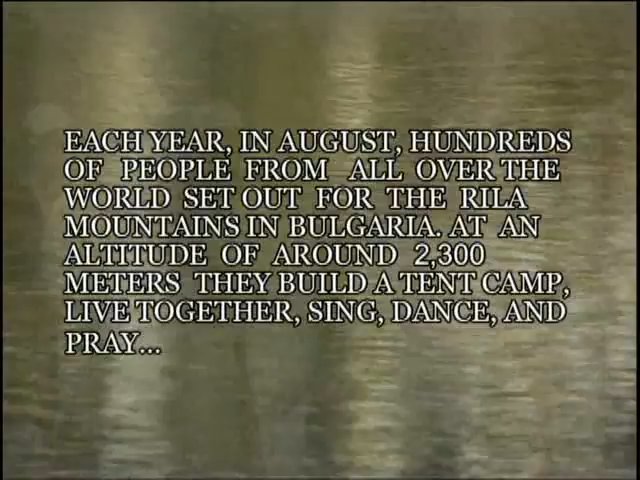 EACH YEAR, IN AUGUST, HUNDREDS
OF PEOPLE FROM ALL OVER THE
WORLD SET OUT FOR THE RILA
MOUNTAINS IN BULGARIA. AT AN
ALTITUDE OF AROUND 2,300
METERS THEY BUILD A TENT CAMP,
LIVE TOGETHER, SING, DANCE, AND
PRAY...